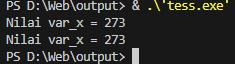 PS D:\Web\output> & .\'tess.exe'
Nilai var_x = 273
Nilai var_x = 273
PS D:\Web\output>